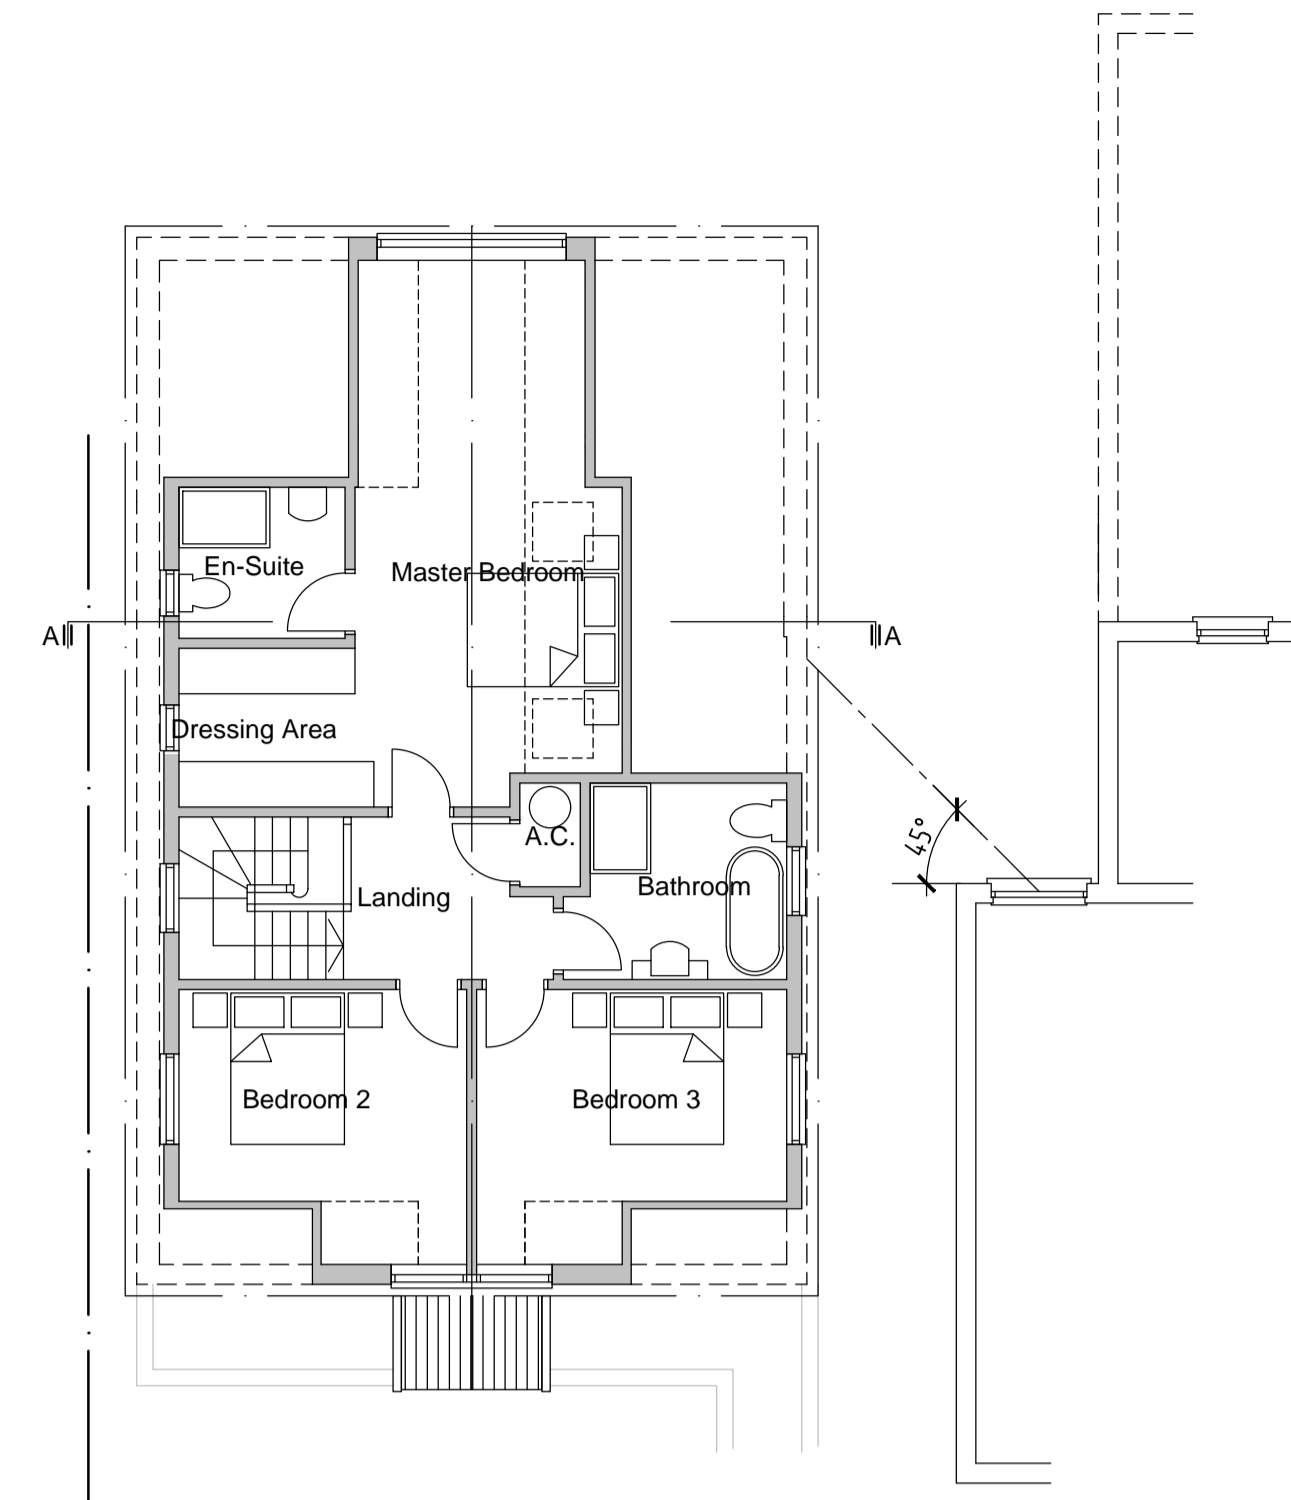 En-Suite
Master Bedroom
A
A
Dressing Area
45°
A.C.
Bathroom
Landing
Bedroom 2
Bedroom 3